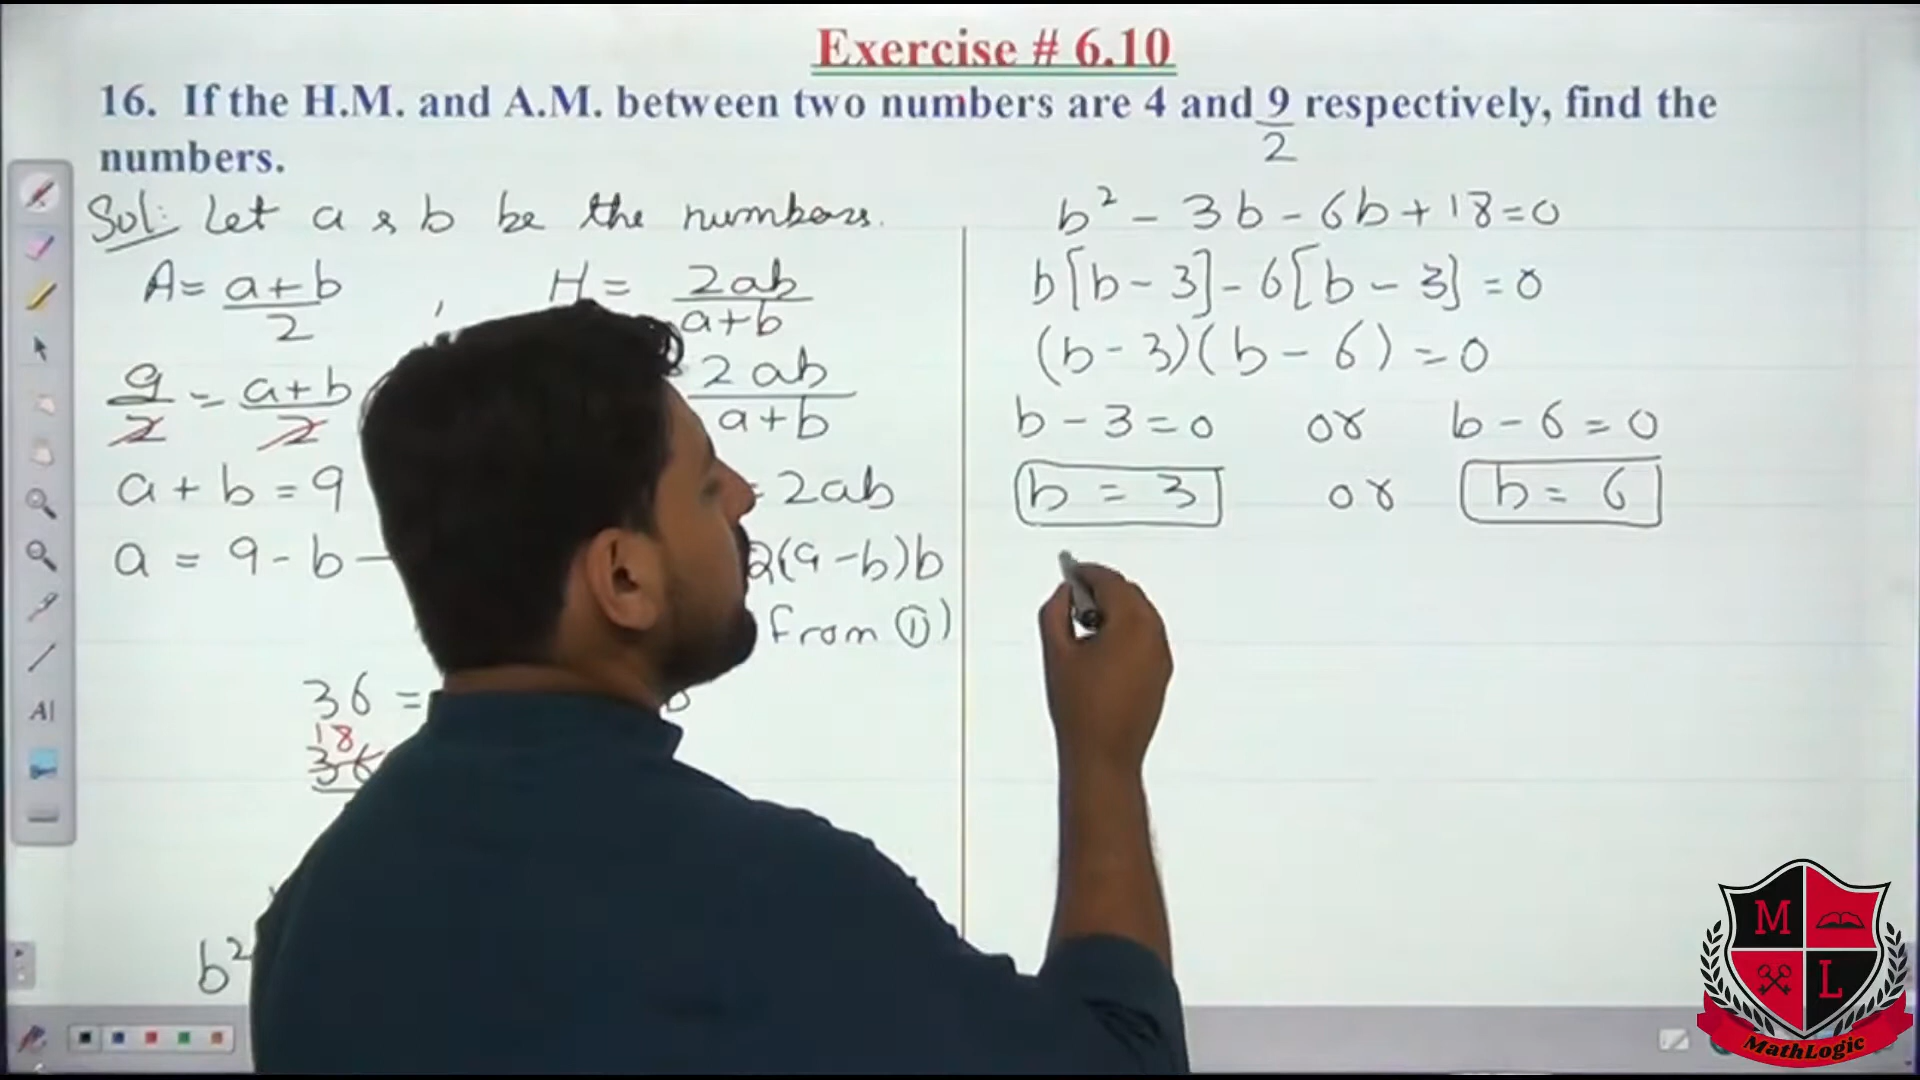 Exercise # 6.10
16. If the H.M. and A.M. between two numbers are 4 and 9/2 respectively, find the
numbers.
Sol: Let a & b be the numbers.
A = a+b/2 , H = 2ab/a+b
9/2 = a+b/2 2ab/a+b
a + b = 9 = 2ab
a = 9 - b — 2(9-b)b
From ①)
36 =
18
36
b²
b² - 3b - 6b + 18 = 0
b[b - 3] - 6[b - 3] = 0
(b - 3)(b - 6) = 0
b - 3 = 0 or b - 6 = 0
b = 3 or b = 6
A
M
L
MathLogic